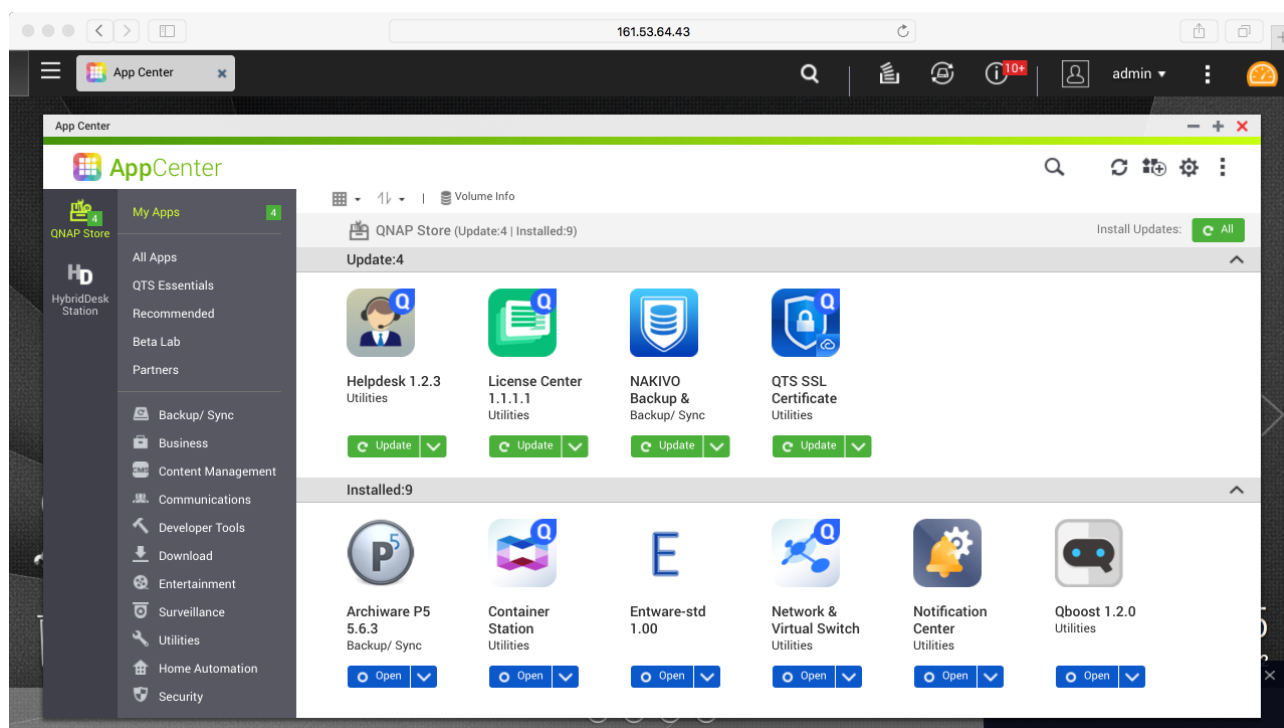 161.53.64.43
App Center
10+
admin
App Center
AppCenter
QNAP Store
4
HybridDesk
Station
My Apps 4
All Apps
QTS Essentials
Recommended
Beta Lab
Partners
Backup/ Sync
Business
Content Management
Communications
Developer Tools
Download
Entertainment
Surveillance
Utilities
Home Automation
Security
Volume Info
QNAP Store (Update:4 | Installed:9)
Install Updates: All
Update:4
Helpdesk 1.2.3
Utilities
Update
License Center
1.1.1.1
Utilities
Update
NAKIVO
Backup &
Backup/ Sync
Update
QTS SSL
Certificate
Utilities
Update
Installed:9
P5
Archiware P5
5.6.3
Backup/ Sync
Open
Container
Station
Utilities
Open
E
Entware-std
1.00
Open
Network &
Virtual Switch
Utilities
Open
Notification
Center
Utilities
Open
Qboost 1.2.0
Utilities
Open